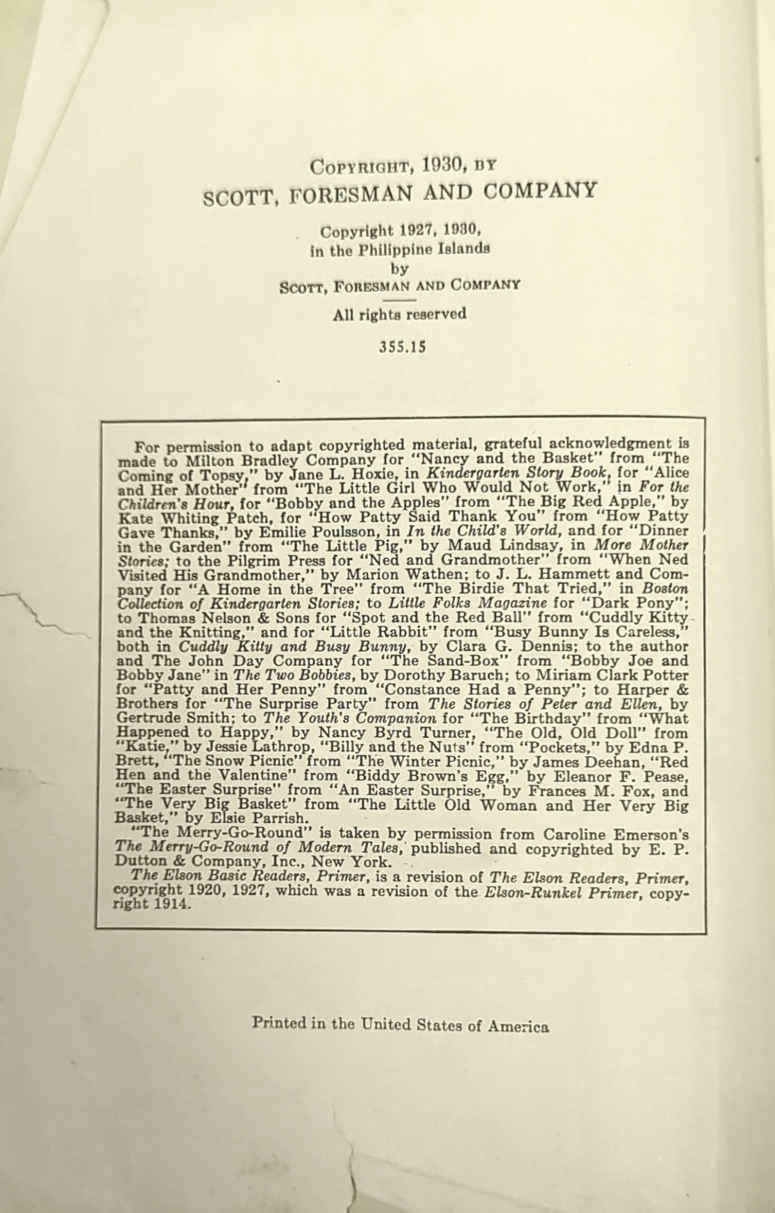 COPYRIGHT, 1930, BY
SCOTT, FORESMAN AND COMPANY
Copyright 1927, 1930,
in the Philippine Islands
by
SCOTT, FORESMAN AND COMPANY
All rights reserved
355.15
For permission to adapt copyrighted material, grateful acknowledgment is
made to Milton Bradley Company for “Nancy and the Basket” from “The
Coming of Topsy,” by Jane L. Hoxie, in Kindergarten Story Book, for “Alice
and Her Mother” from “The Little Girl Who Would Not Work,” in For the
Children's Hour, for “Bobby and the Apples” from “The Big Red Apple,” by
Kate Whiting Patch, for “How Patty Said Thank You” from “How Patty
Gave Thanks,” by Emilie Poulsson, in In the Child's World, and for “Dinner
in the Garden” from “The Little Pig,” by Maud Lindsay, in More Mother
Stories; to the Pilgrim Press for “Ned and Grandmother” from “When Ned
Visited His Grandmother,” by Marion Wathen; to J. L. Hammett and Com-
pany for “A Home in the Tree” from “The Birdie That Tried,” in Boston
Collection of Kindergarten Stories; to Little Folks Magazine for “Dark Pony”;
to Thomas Nelson & Sons for “Spot and the Red Ball” from “Cuddly Kitty
and the Knitting,” and for “Little Rabbit” from “Busy Bunny Is Careless,”
both in Cuddly Kitty and Busy Bunny, by Clara G. Dennis; to the author
and The John Day Company for “The Sand-Box” from “Bobby Joe and
Bobby Jane” in The Two Bobbies, by Dorothy Baruch; to Miriam Clark Potter
for “Patty and Her Penny” from “Constance Had a Penny”; to Harper &
Brothers for “The Surprise Party” from The Stories of Peter and Ellen, by
Gertrude Smith; to The Youth's Companion for “The Birthday” from “What
Happened to Happy,” by Nancy Byrd Turner, “The Old, Old Doll” from
“Katie,” by Jessie Lathrop, “Billy and the Nuts” from “Pockets,” by Edna P.
Brett, “The Snow Picnic” from “The Winter Picnic,” by James Deehan, “Red
Hen and the Valentine” from “Biddy Brown's Egg,” by Eleanor F. Pease,
“The Easter Surprise” from “An Easter Surprise,” by Frances M. Fox, and
“The Very Big Basket” from “The Little Old Woman and Her Very Big
Basket,” by Elsie Parrish.
“The Merry-Go-Round” is taken by permission from Caroline Emerson's
The Merry-Go-Round of Modern Tales, published and copyrighted by E. P.
Dutton & Company, Inc., New York.
The Elson Basic Readers, Primer, is a revision of The Elson Readers, Primer,
copyright 1920, 1927, which was a revision of the Elson-Runkel Primer, copy-
right 1914.
Printed in the United States of America